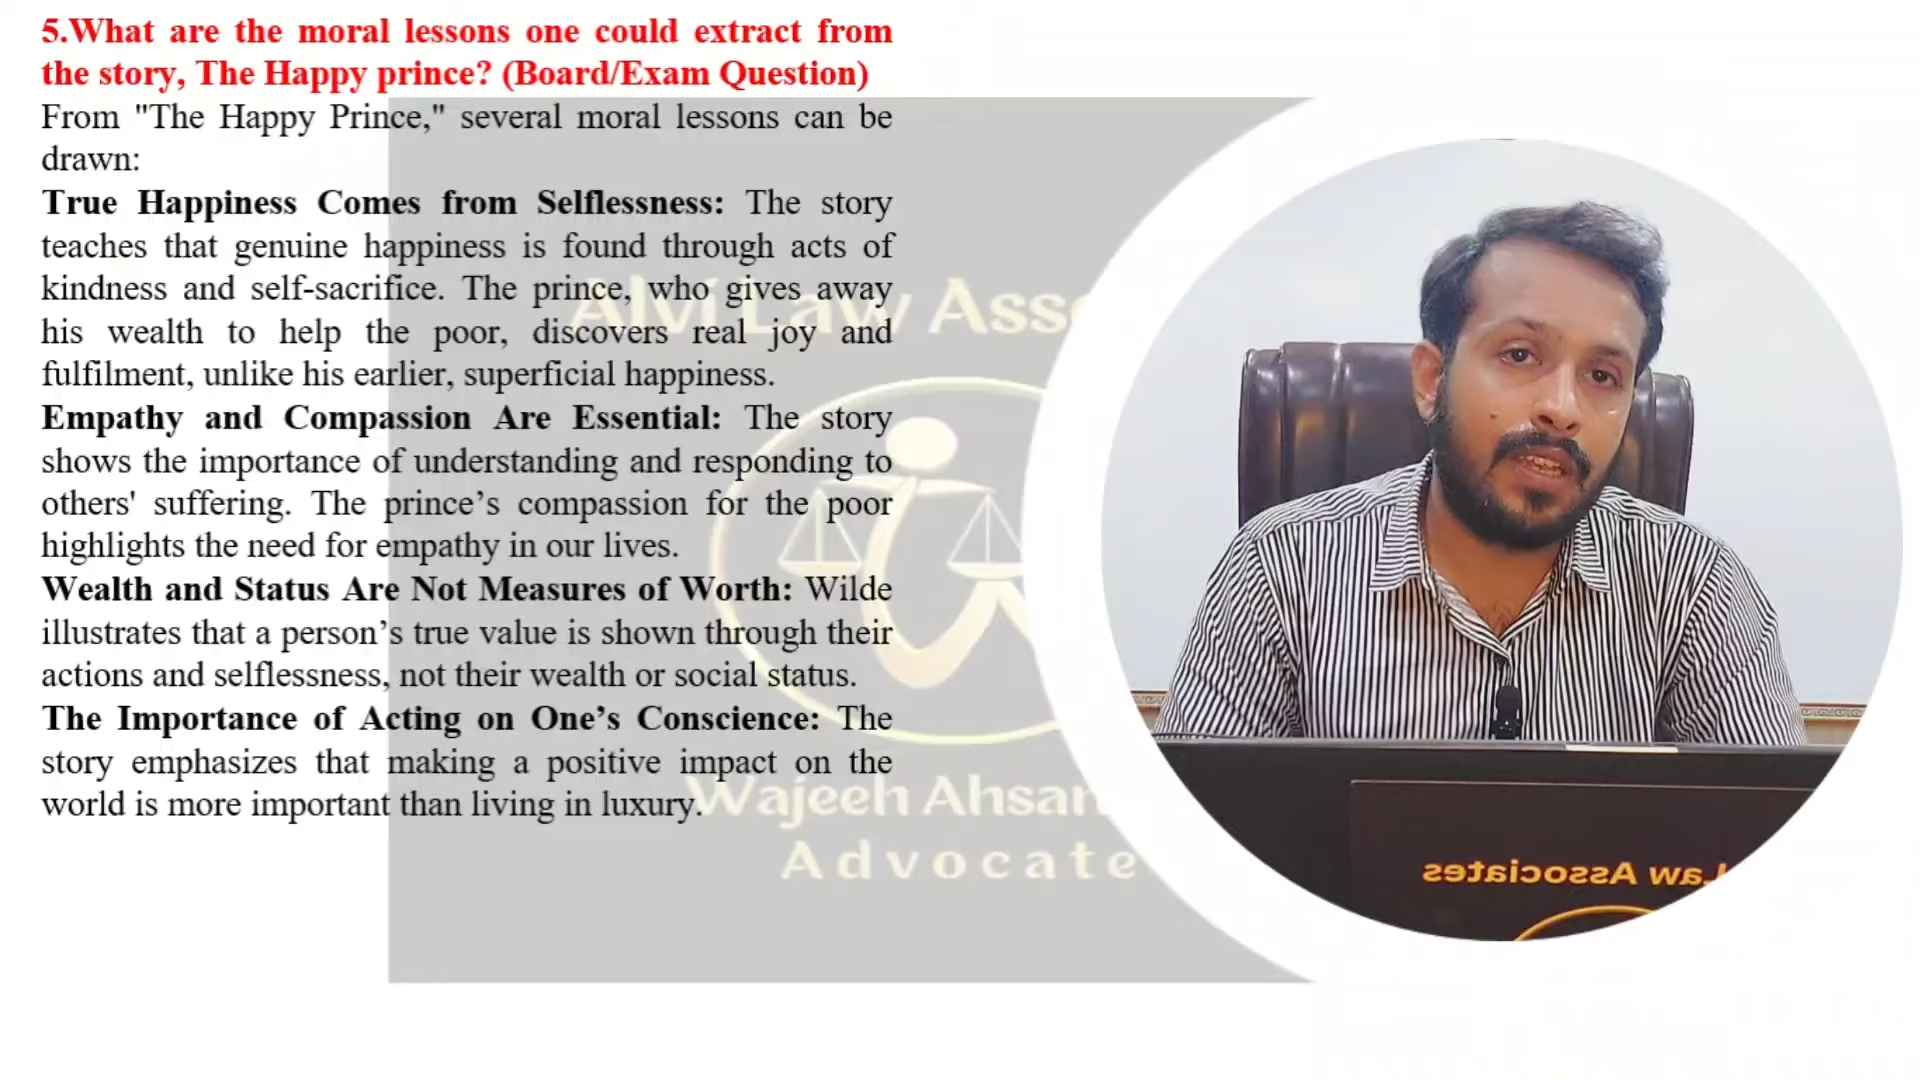 5.What are the moral lessons one could extract from
the story, The Happy prince? (Board/Exam Question)
From "The Happy Prince," several moral lessons can be
drawn:
True Happiness Comes from Selflessness: The story
teaches that genuine happiness is found through acts of
kindness and self-sacrifice. The prince, who gives away
his wealth to help the poor, discovers real joy and
fulfilment, unlike his earlier, superficial happiness.
Empathy and Compassion Are Essential: The story
shows the importance of understanding and responding to
others' suffering. The prince’s compassion for the poor
highlights the need for empathy in our lives.
Wealth and Status Are Not Measures of Worth: Wilde
illustrates that a person’s true value is shown through their
actions and selflessness, not their wealth or social status.
The Importance of Acting on One’s Conscience: The
story emphasizes that making a positive impact on the
world is more important than living in luxury.
Alvi Law Asso
Wajeeh Ahsan
Advocate
Law Associates